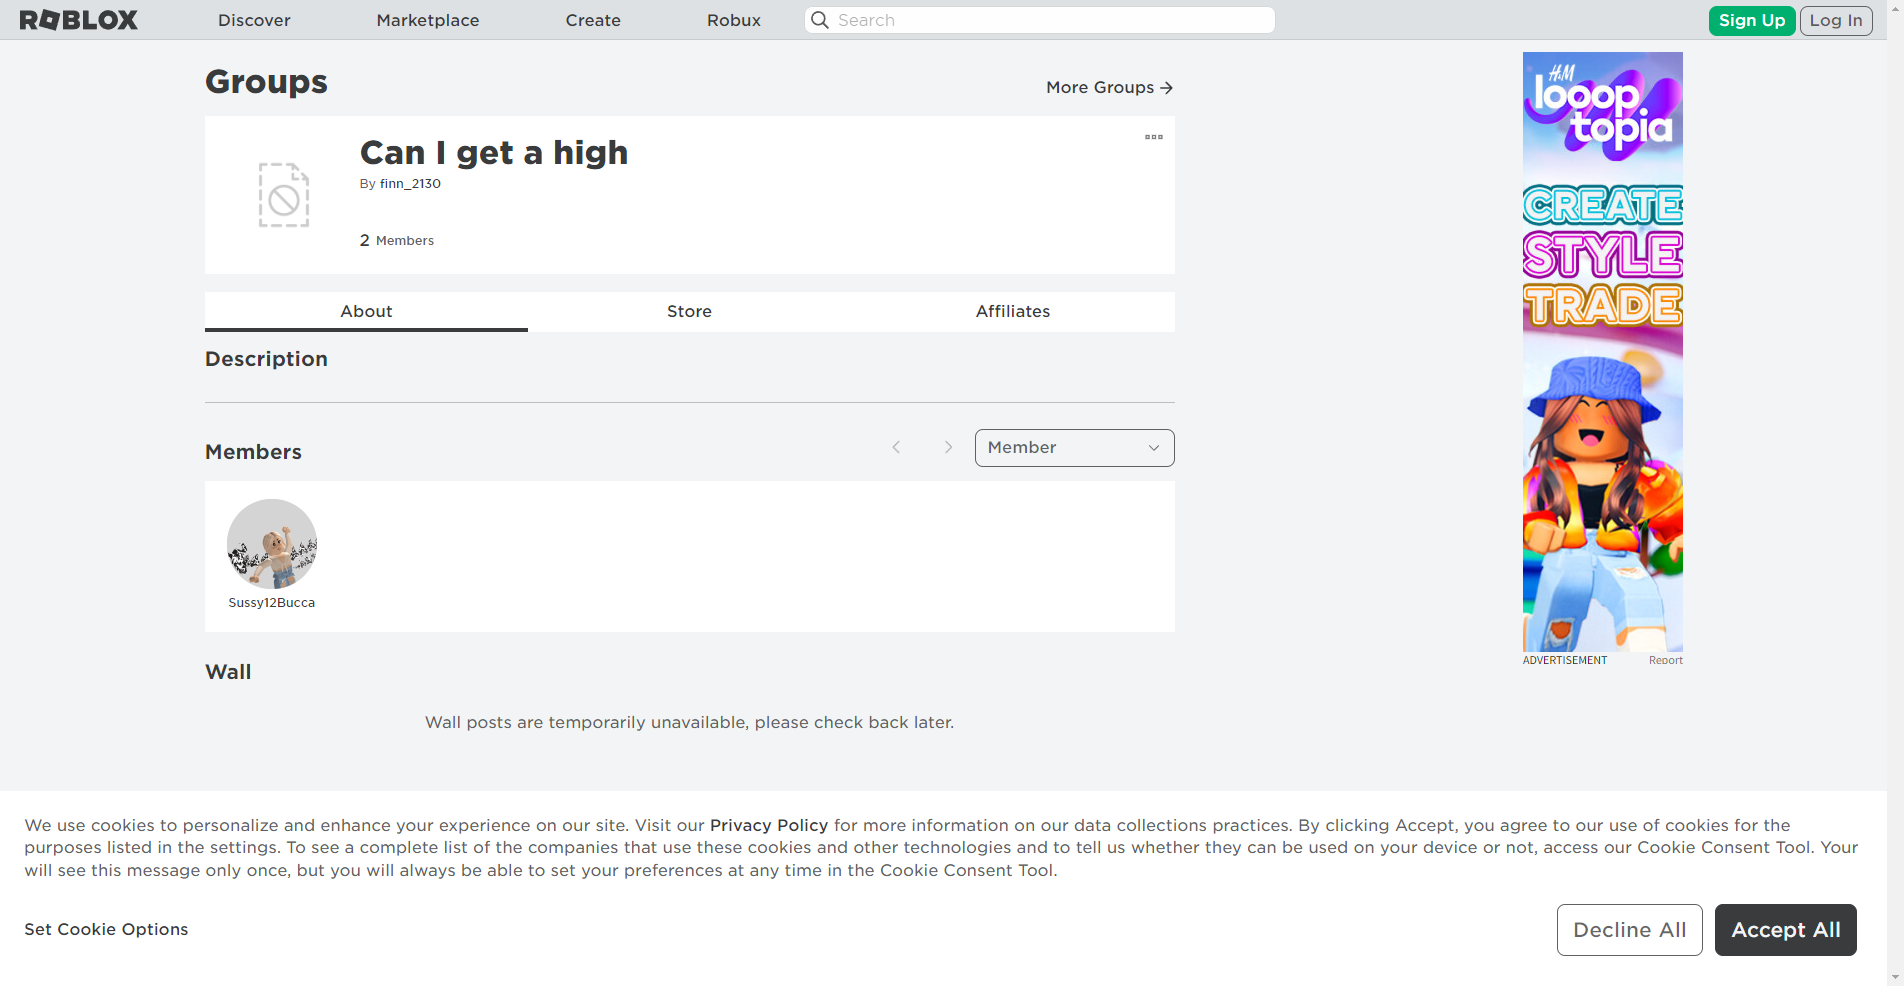 ROBLOX
Discover
Marketplace
Create
Robux
Search
Sign Up
Log In
Groups
More Groups
Can I get a high
By finn_2130
2 Members
About
Store
Affiliates
Description
Members
Member
Sussy12Bucca
Wall
Wall posts are temporarily unavailable, please check back later.
H&M
looop
topia
CREATE
STYLE
TRADE
ADVERTISEMENT
Report
We use cookies to personalize and enhance your experience on our site. Visit our Privacy Policy for more information on our data collections practices. By clicking Accept, you agree to our use of cookies for the
purposes listed in the settings. To see a complete list of the companies that use these cookies and other technologies and to tell us whether they can be used on your device or not, access our Cookie Consent Tool. Your
will see this message only once, but you will always be able to set your preferences at any time in the Cookie Consent Tool.
Set Cookie Options
Decline All
Accept All